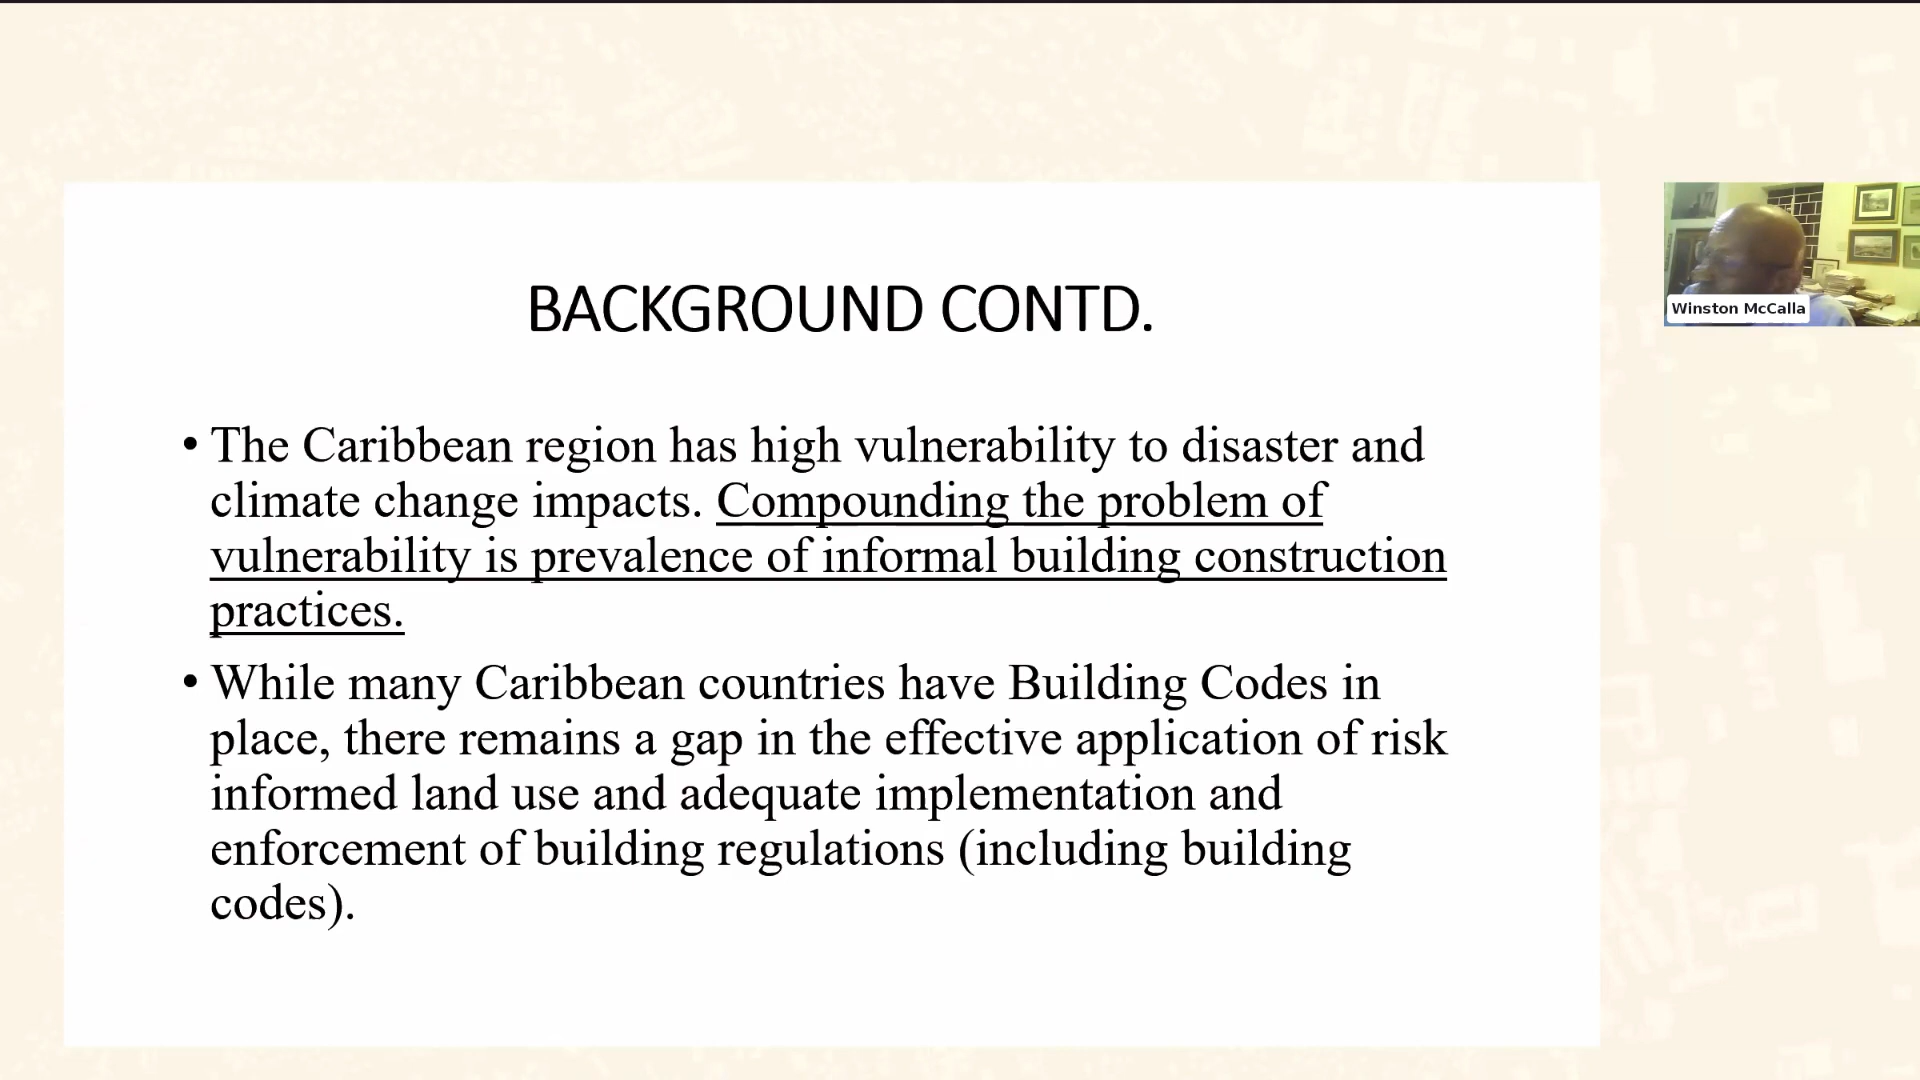 BACKGROUND CONTD.
• The Caribbean region has high vulnerability to disaster and
climate change impacts. Compounding the problem of
vulnerability is prevalence of informal building construction
practices.
• While many Caribbean countries have Building Codes in
place, there remains a gap in the effective application of risk
informed land use and adequate implementation and
enforcement of building regulations (including building
codes).
Winston McCalla